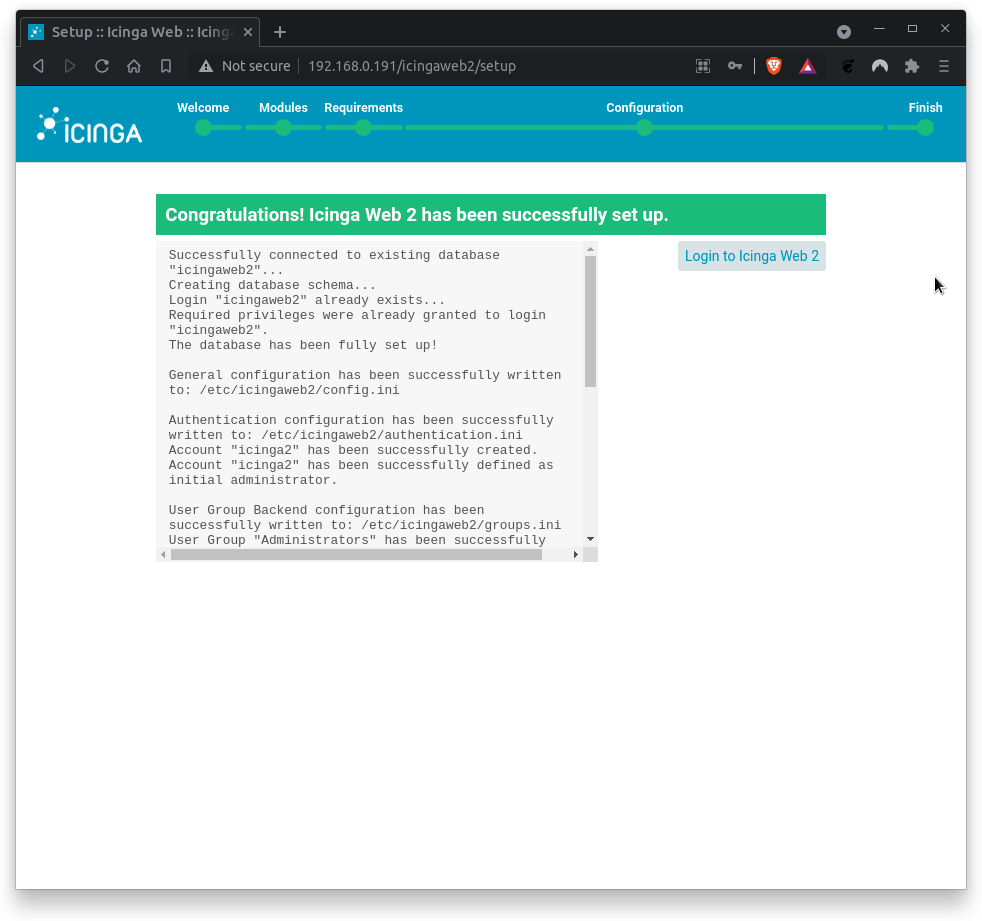 Setup :: Icinga Web :: Icing
Not secure
192.168.0.191/icingaweb2/setup
ICINGA
Welcome
Modules
Requirements
Configuration
Finish
Congratulations! Icinga Web 2 has been successfully set up.
Login to Icinga Web 2
Successfully connected to existing database
"icingaweb2"...
Creating database schema...
Login "icingaweb2" already exists...
Required privileges were already granted to login
"icingaweb2".
The database has been fully set up!
General configuration has been successfully written
to: /etc/icingaweb2/config.ini
Authentication configuration has been successfully
written to: /etc/icingaweb2/authentication.ini
Account "icinga2" has been successfully created.
Account "icinga2" has been successfully defined as
initial administrator.
User Group Backend configuration has been
successfully written to: /etc/icingaweb2/groups.ini
User Group "Administrators" has been successfully